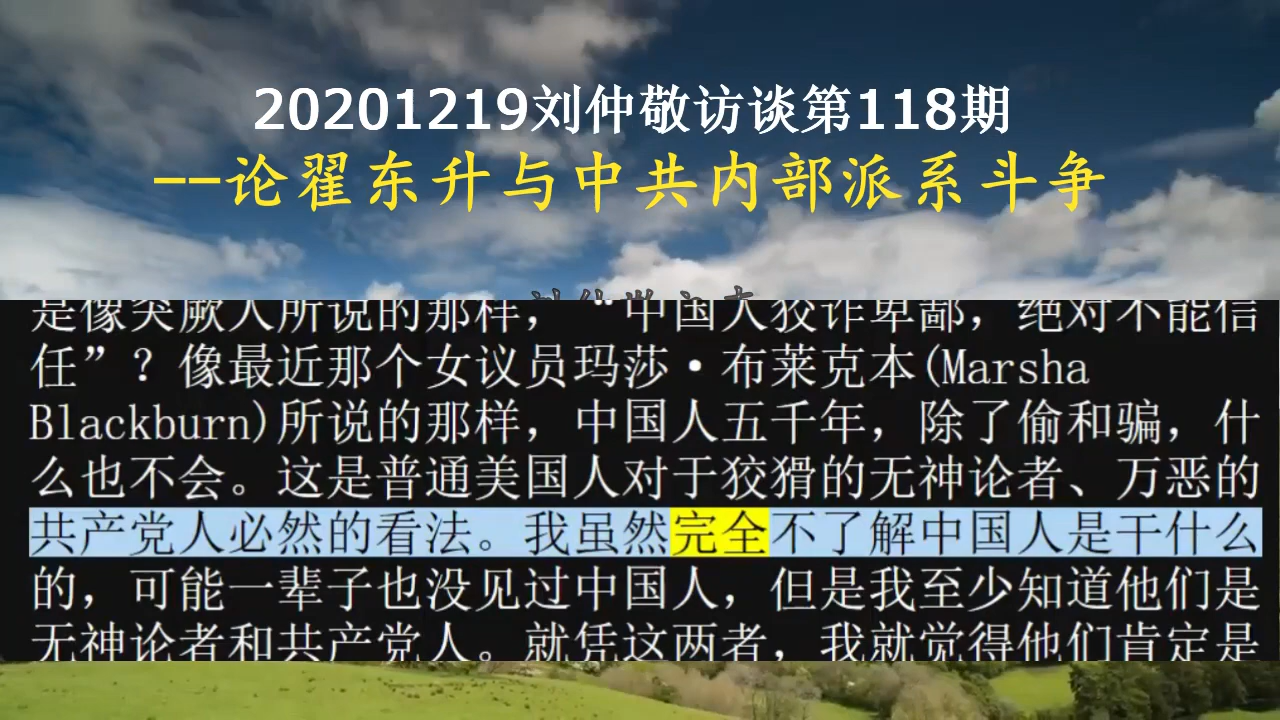 20201219刘仲敬访谈第118期
--论翟东升与中共内部派系斗争
是像突厥人所说的那样，“中国人狡诈卑鄙，绝对不能信
任”？像最近那个女议员玛莎·布莱克本(Marsha
Blackburn)所说的那样，中国人五千年，除了偷和骗，什
么也不会。这是普通美国人对于狡猾的无神论者、万恶的
共产党人必然的看法。我虽然完全不了解中国人是干什么
的，可能一辈子也没见过中国人，但是我至少知道他们是
无神论者和共产党人。就凭这两者，我就觉得他们肯定是